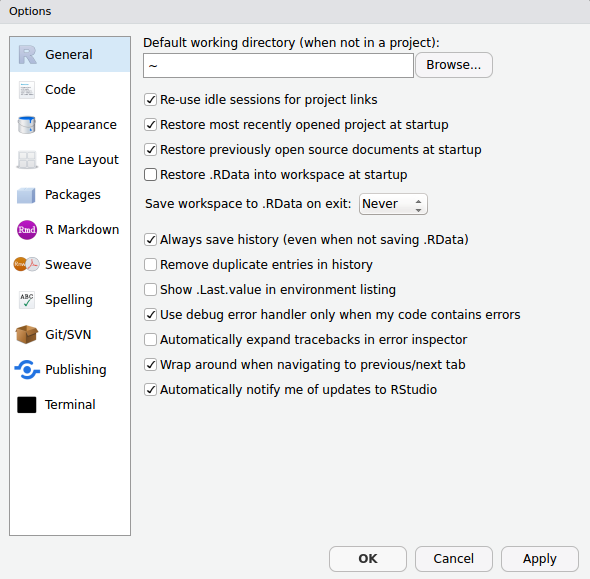 Options
General
Code
Appearance
Pane Layout
Packages
Rmd R Markdown
Rnw Sweave
ABC Spelling
Git/SVN
Publishing
Terminal
Default working directory (when not in a project):
~ Browse...
Re-use idle sessions for project links
Restore most recently opened project at startup
Restore previously open source documents at startup
Restore .RData into workspace at startup
Save workspace to .RData on exit: Never
Always save history (even when not saving .RData)
Remove duplicate entries in history
Show .Last.value in environment listing
Use debug error handler only when my code contains errors
Automatically expand tracebacks in error inspector
Wrap around when navigating to previous/next tab
Automatically notify me of updates to RStudio
OK Cancel Apply